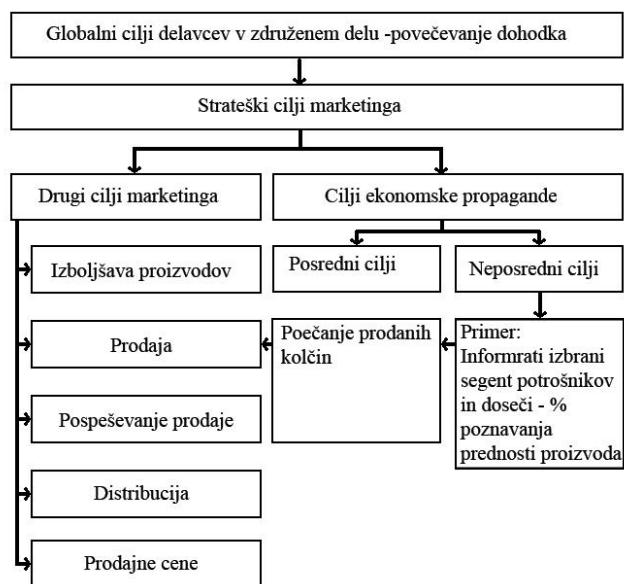 Globalni cilji delavcev v združenem delu -povečevanje dohodka
Strateški cilji marketinga
Drugi cilji marketinga
Cilji ekonomske propagande
Izboljšava proizvodov
Posredni cilji
Neposredni cilji
Prodaja
Poečanje prodanih
kolčin
Primer:
Informrati izbrani
segent potrošnikov
in doseči - %
poznavanja
prednosti proizvoda
Pospeševanje prodaje
Distribucija
Prodajne cene